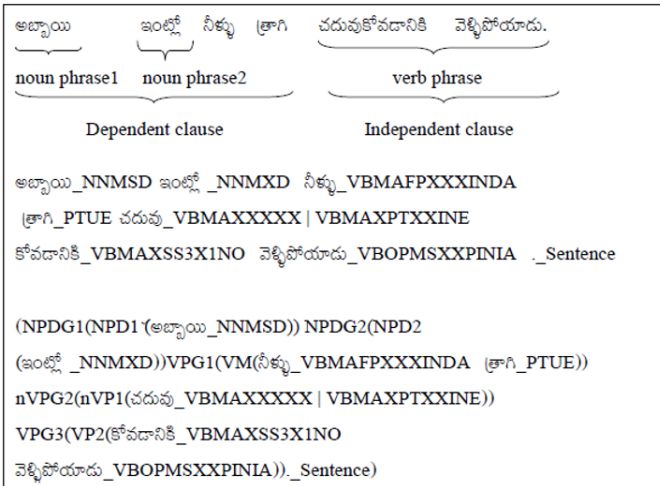 అబ్బాయి ఇంట్లో నీళ్ళు త్రాగి చదువుకోవడానికి వెళ్ళిపోయాడు.
noun phrase1 noun phrase2 verb phrase
Dependent clause Independent clause
అబ్బాయి_NNMSD ఇంట్లో _NNMXD నీళ్ళు_VBMAFPXXXINDA
త్రాగి_PTUE చదువు_VBMAXXXXX | VBMAXPTXXINE
కోవడానికి_VBMAXSS3X1NO వెళ్ళిపోయాడు_VBOPMSXXPINIA ._Sentence
(NPDG1(NPD1`(అబ్బాయి_NNMSD)) NPDG2(NPD2
(ఇంట్లో _NNMXD))VPG1(VM(నీళ్ళు_VBMAFPXXXINDA త్రాగి_PTUE))
nVPG2(nVP1(చదువు_VBMAXXXXX | VBMAXPTXXINE))
VPG3(VP2(కోవడానికి_VBMAXSS3X1NO
వెళ్ళిపోయాడు_VBOPMSXXPINIA))._Sentence)